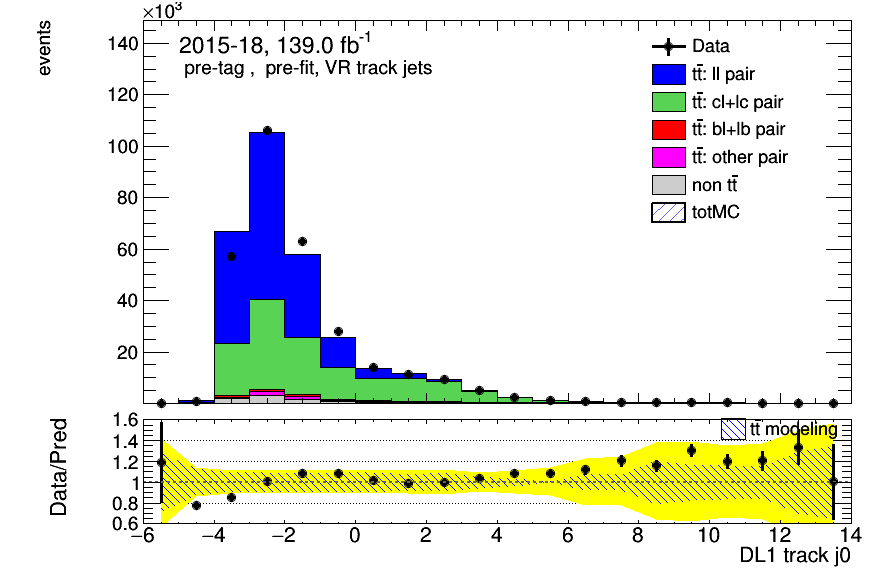 ×10³
events
140
120
100
80
60
40
20
2015-18, 139.0 fb⁻¹
pre-tag , pre-fit, VR track jets
Data
tt̄: ll pair
tt̄: cl+lc pair
tt̄: bl+lb pair
tt̄: other pair
non tt̄
totMC
Data/Pred
1.6
1.4
1.2
1
0.8
0.6
tt̄ modeling
−6 −4 −2 0 2 4 6 8 10 12 14
DL1 track j0